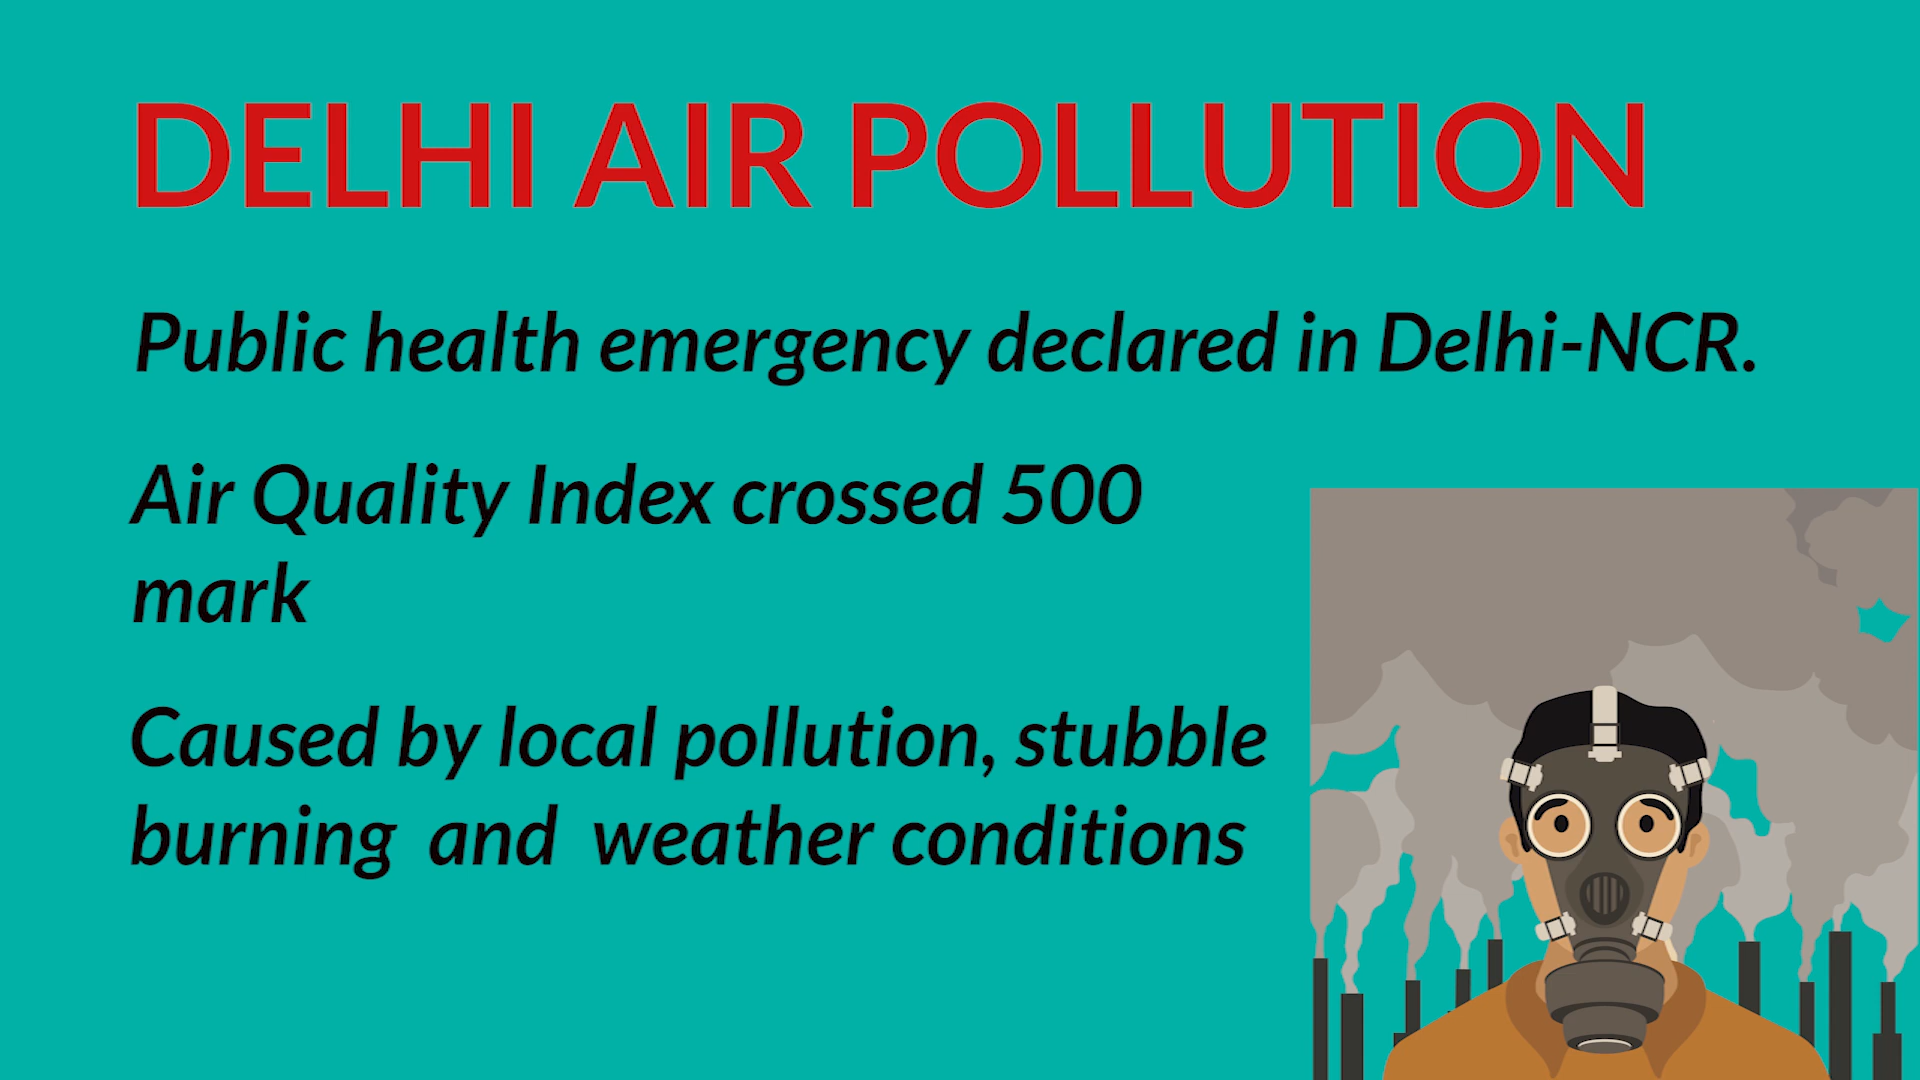 DELHI AIR POLLUTION
Public health emergency declared in Delhi-NCR.
Air Quality Index crossed 500
mark
Caused by local pollution, stubble
burning and weather conditions